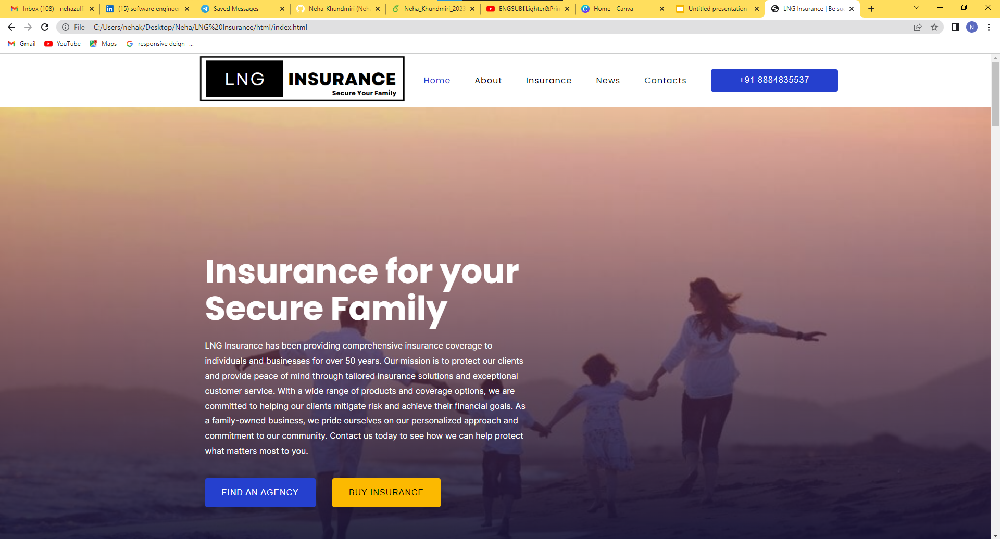 Inbox (108) - nehazulfi
(15) software engineer
Saved Messages
Neha-Khundmiri (Neh
Neha_Khundmiri_2023
ENGSUB【Lighter&Prin
Home - Canva
Untitled presentation
LNG Insurance | Be su
File
C:/Users/nehak/Desktop/Neha/LNG%20Insurance/html/index.html
N
Gmail
YouTube
Maps
responsive deign -...
LNG INSURANCE
Secure Your Family
Home
About
Insurance
News
Contacts
+91 8884835537
Insurance for your
Secure Family
LNG Insurance has been providing comprehensive insurance coverage to
individuals and businesses for over 50 years. Our mission is to protect our clients
and provide peace of mind through tailored insurance solutions and exceptional
customer service. With a wide range of products and coverage options, we are
committed to helping our clients mitigate risk and achieve their financial goals. As
a family-owned business, we pride ourselves on our personalized approach and
commitment to our community. Contact us today to see how we can help protect
what matters most to you.
FIND AN AGENCY
BUY INSURANCE